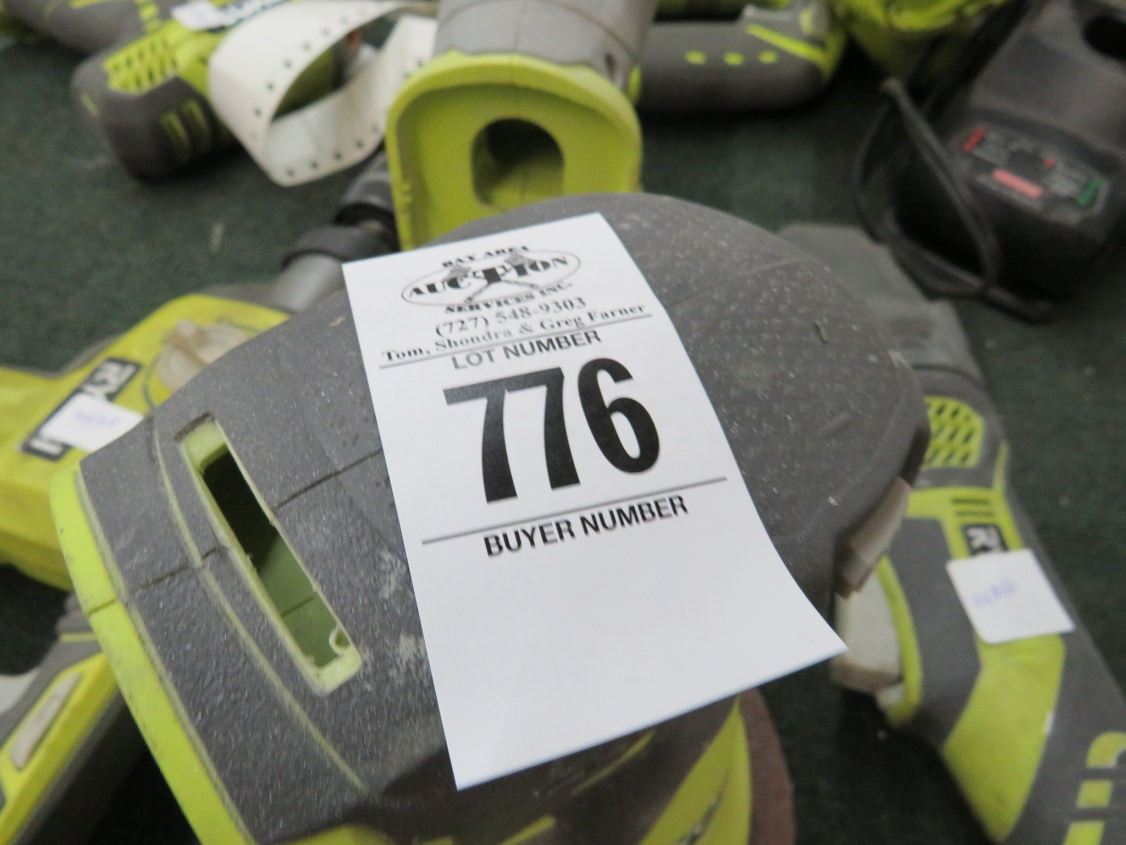 BAY AREA
AUCTION
SERVICES INC.
(727) 548-9303
Tom, Shondra & Greg Farner
LOT NUMBER
776
BUYER NUMBER